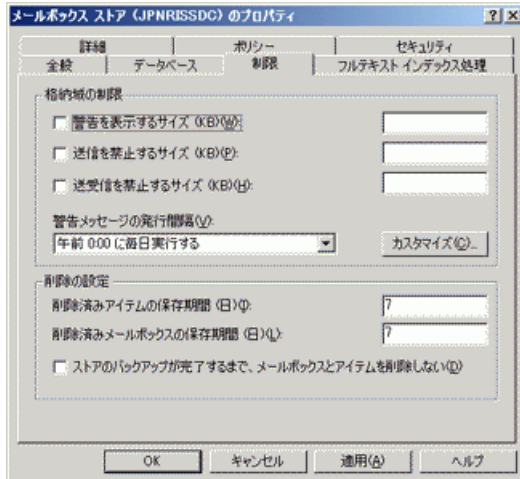 メールボックス ストア (JPNRISSDC) のプロパティ
詳細 ポリシー セキュリティ
全般 データベース 制限 フルテキスト インデックス処理
格納域の制限
警告を表示するサイズ (KB)(W):
送信を禁止するサイズ (KB)(P):
送受信を禁止するサイズ (KB)(H):
警告メッセージの発行間隔(V):
午前 0:00 に毎日実行する カスタマイズ(C)...
削除の設定
削除済みアイテムの保存期間 (日)(I): 7
削除済みメールボックスの保存期間 (日)(L): 7
ストアのバックアップが完了するまで、メールボックスとアイテムを削除しない(D)
OK キャンセル 適用(A) ヘルプ